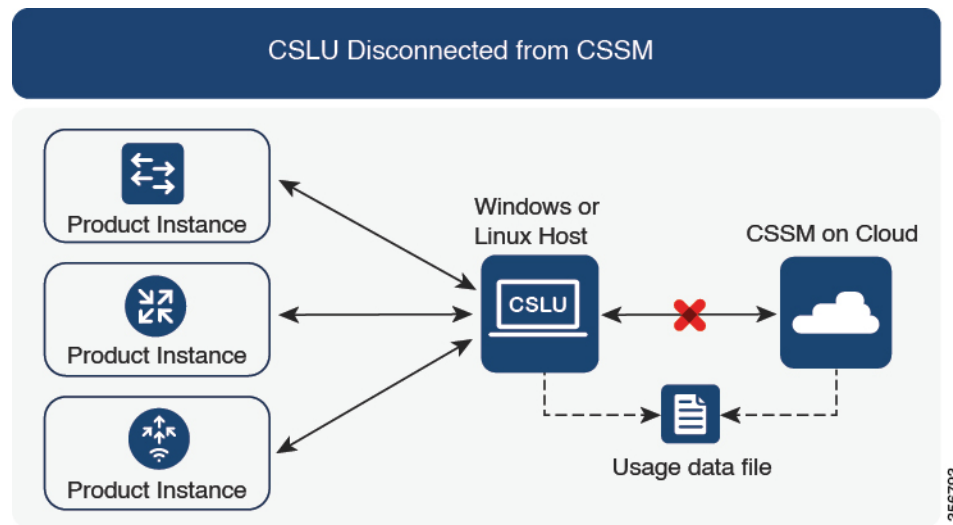 CSLU Disconnected from CSSM
Product Instance
Windows or
Linux Host
CSSM on Cloud
CSLU
Product Instance
Product Instance
Usage data file